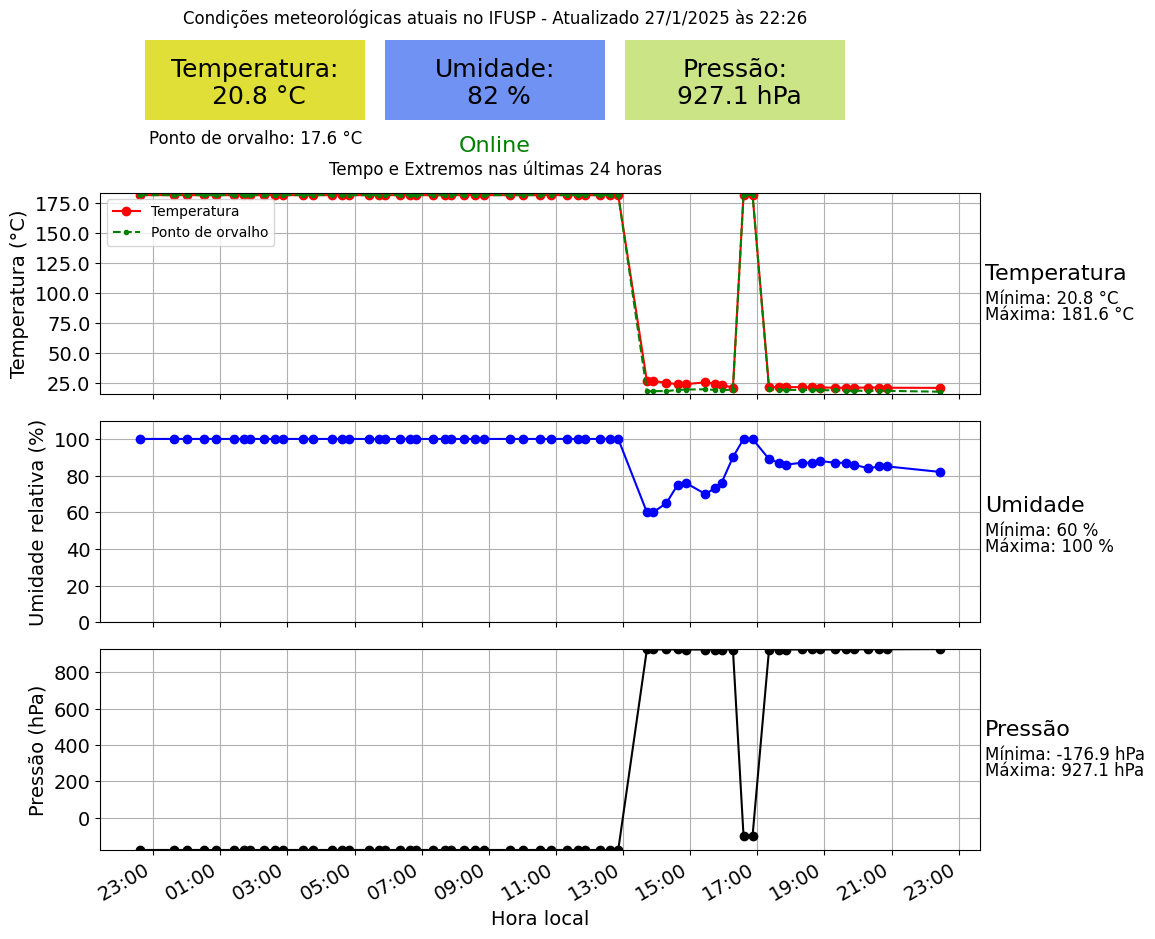 Condições meteorológicas atuais no IFUSP - Atualizado 27/1/2025 às 22:26
Temperatura:
20.8 °C
Umidade:
82 %
Pressão:
927.1 hPa
Ponto de orvalho: 17.6 °C
Online
Tempo e Extremos nas últimas 24 horas
Temperatura (°C)
175.0
150.0
125.0
100.0
75.0
50.0
25.0
Temperatura
Ponto de orvalho
Temperatura
Mínima: 20.8 °C
Máxima: 181.6 °C
Umidade relativa (%)
100
80
60
40
20
0
Umidade
Mínima: 60 %
Máxima: 100 %
Pressão (hPa)
800
600
400
200
0
Pressão
Mínima: -176.9 hPa
Máxima: 927.1 hPa
23:00
01:00
03:00
05:00
07:00
09:00
11:00
13:00
15:00
17:00
19:00
21:00
23:00
Hora local